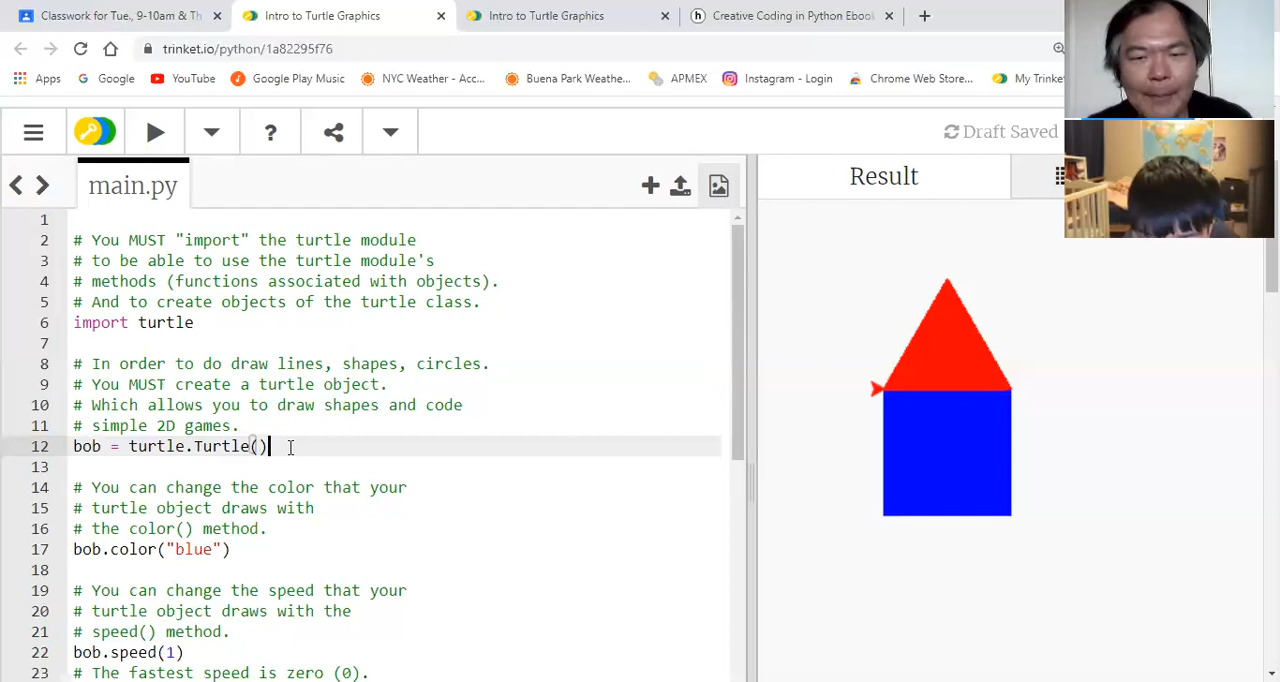 Classwork for Tue., 9-10am & Th
Intro to Turtle Graphics
Intro to Turtle Graphics
Creative Coding in Python Ebook
trinket.io/python/1a82295f76
Apps
Google
YouTube
Google Play Music
NYC Weather - Acc...
Buena Park Weathe...
APMEX
Instagram - Login
Chrome Web Store...
My Trinke
?
Draft Saved
main.py
Result
1
2 # You MUST "import" the turtle module
3 # to be able to use the turtle module's
4 # methods (functions associated with objects).
5 # And to create objects of the turtle class.
6 import turtle
7
8 # In order to do draw lines, shapes, circles.
9 # You MUST create a turtle object.
10 # Which allows you to draw shapes and code
11 # simple 2D games.
12 bob = turtle.Turtle()
13
14 # You can change the color that your
15 # turtle object draws with
16 # the color() method.
17 bob.color("blue")
18
19 # You can change the speed that your
20 # turtle object draws with the
21 # speed() method.
22 bob.speed(1)
23 # The fastest speed is zero (0).